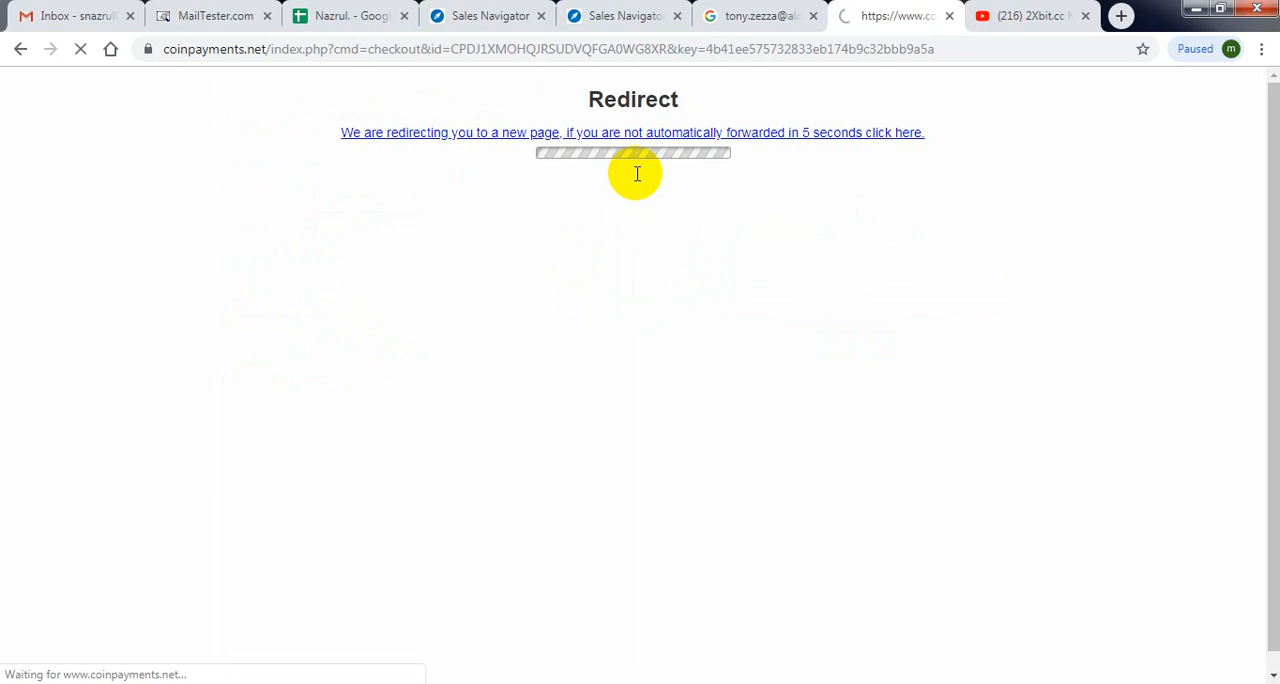 Inbox - snazrul
MailTester.com
Nazrul. - Googl
Sales Navigator
Sales Navigato
tony.zezza@al
https://www.cc
(216) 2Xbit.cc M
coinpayments.net/index.php?cmd=checkout&id=CPDJ1XMOHQJRSUDVQFGA0WG8XR&key=4b41ee575732833eb174b9c32bbb9a5a
Paused
m
Redirect
We are redirecting you to a new page, if you are not automatically forwarded in 5 seconds click here.
Waiting for www.coinpayments.net...